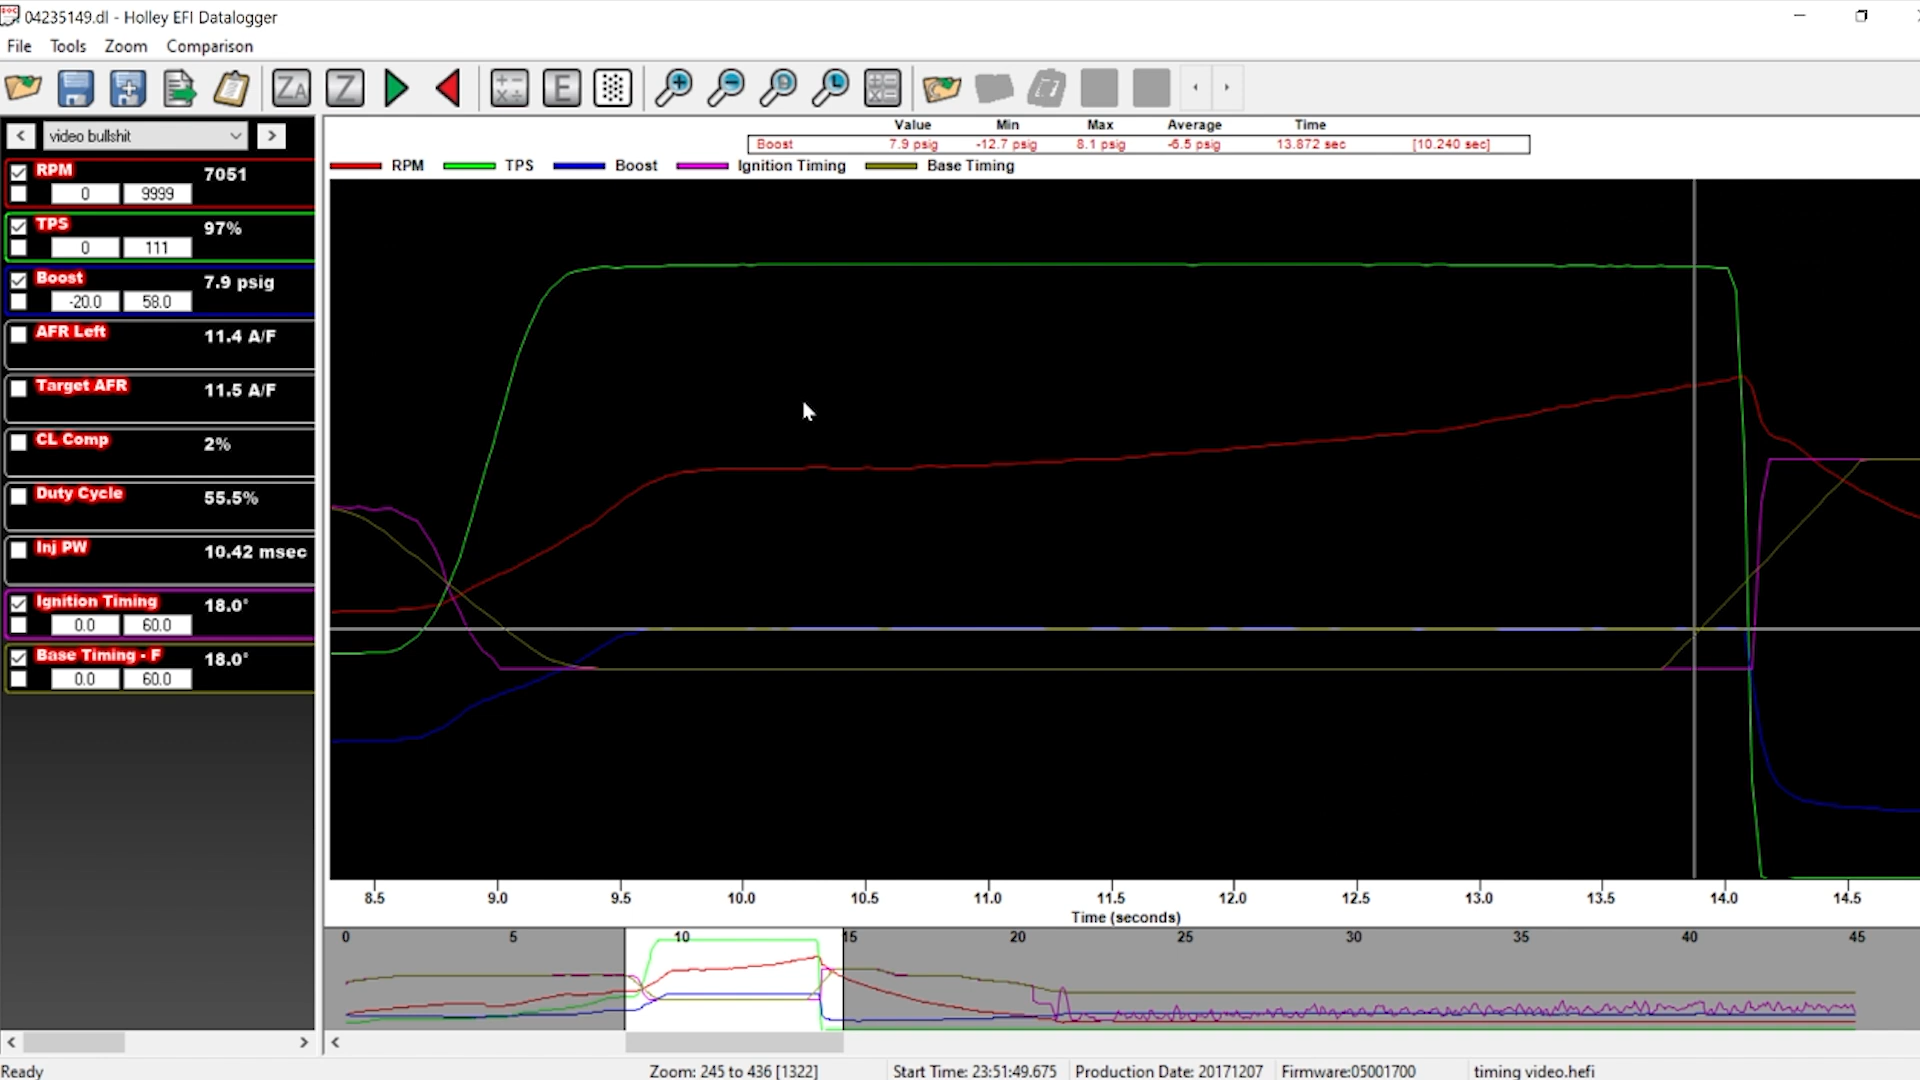 04235149.dl - Holley EFI Datalogger
File Tools Zoom Comparison
ZA Z E
video bullshit
RPM 7051
0 9999
TPS 97%
0 111
Boost 7.9 psig
-20.0 58.0
AFR Left 11.4 A/F
Target AFR 11.5 A/F
CL Comp 2%
Duty Cycle 55.5%
Inj PW 10.42 msec
Ignition Timing 18.0°
0.0 60.0
Base Timing - F 18.0°
0.0 60.0
Value Min Max Average Time
Boost 7.9 psig -12.7 psig 8.1 psig -6.5 psig 13.872 sec [10.240 sec]
RPM TPS Boost Ignition Timing Base Timing
8.5 9.0 9.5 10.0 10.5 11.0 11.5 12.0 12.5 13.0 13.5 14.0 14.5
Time (seconds)
0 5 10 15 20 25 30 35 40 45
Ready Zoom: 245 to 436 [1322] Start Time: 23:51:49.675 Production Date: 20171207 Firmware:05001700 timing video.hefi